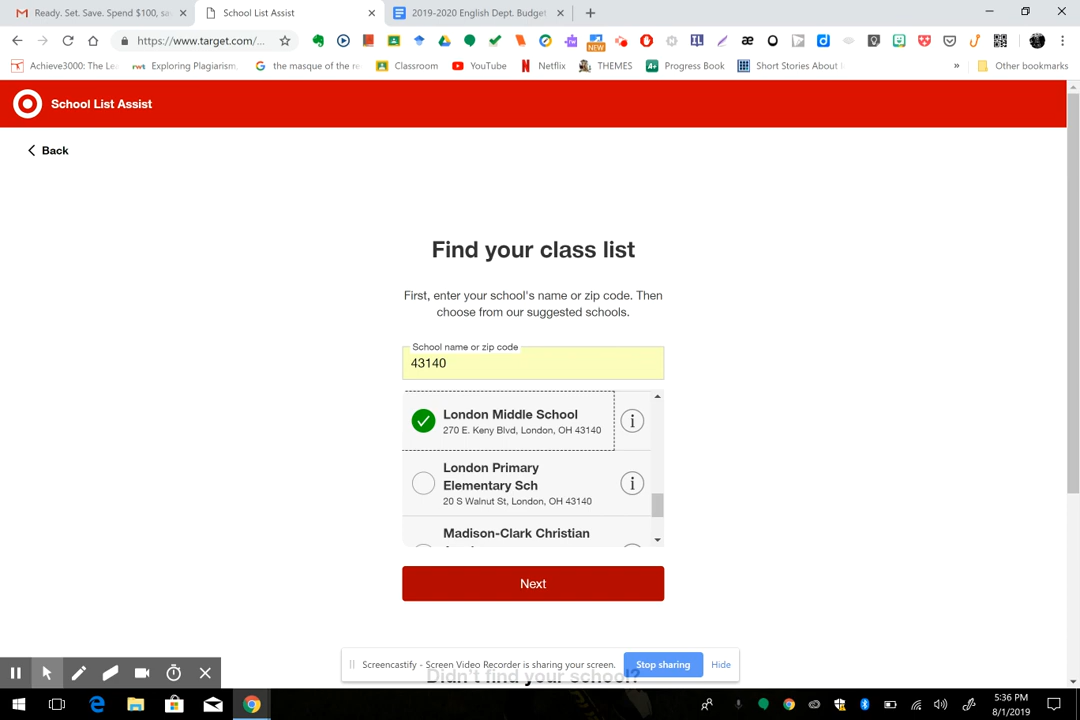 Ready. Set. Save. Spend $100, sa
School List Assist
2019-2020 English Dept. Budget
https://www.target.com/...
NEW
Achieve3000: The Le
Exploring Plagiarism,
the masque of the re
Classroom
YouTube
Netflix
THEMES
Progress Book
Short Stories About
»
Other bookmarks
School List Assist
Back
Find your class list
First, enter your school's name or zip code. Then
choose from our suggested schools.
School name or zip code
43140
London Middle School
270 E. Keny Blvd, London, OH 43140
London Primary
Elementary Sch
20 S Walnut St, London, OH 43140
Madison-Clark Christian
Next
Screencastify - Screen Video Recorder is sharing your screen.
Stop sharing
Hide
Didn't find your school?
5:36 PM
8/1/2019